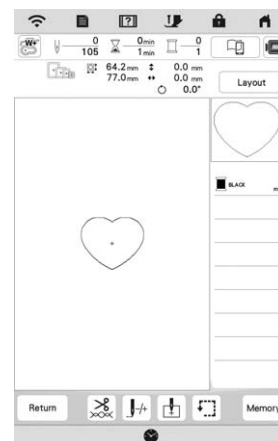 W+ 0 0min 0
105 1min 1
64.2mm 0.0 mm
77.0mm 0.0 mm
0.0°
Layout
BLACK
Return -/+ Memory